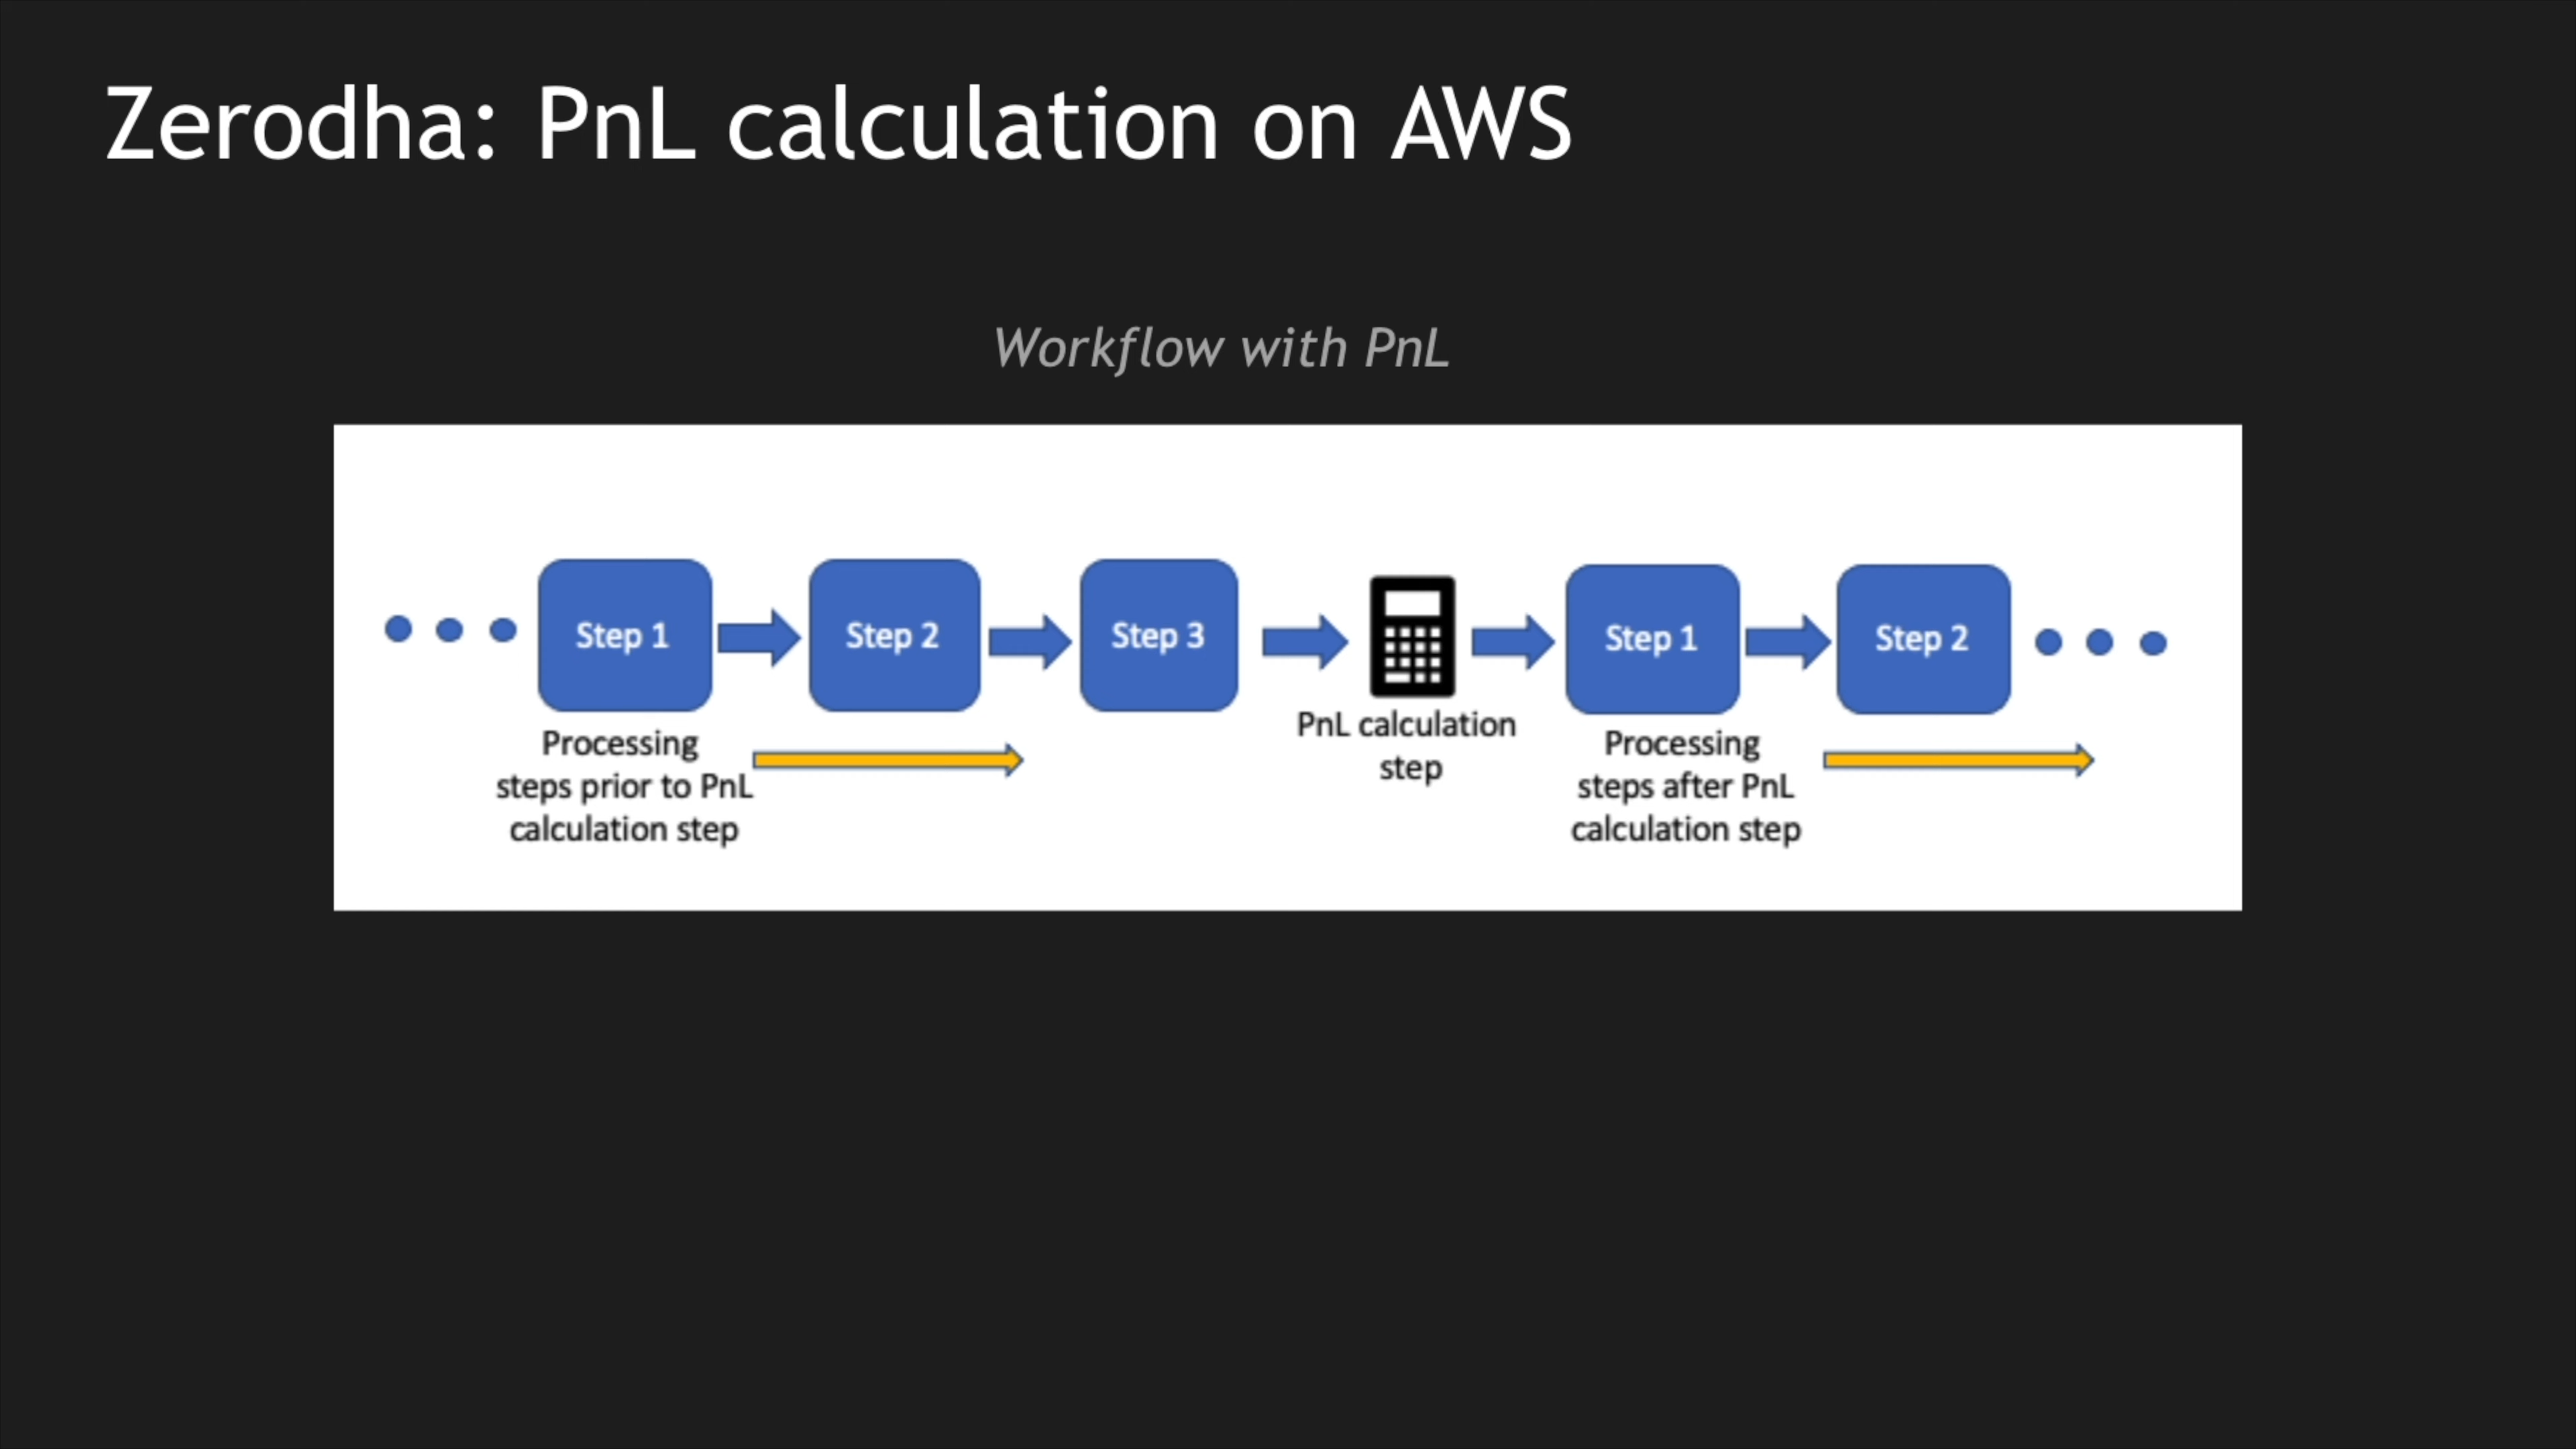 Zerodha: PnL calculation on AWS
Workflow with PnL
Step 1
Step 2
Step 3
Step 1
Step 2
Processing
steps prior to PnL
calculation step
PnL calculation
step
Processing
steps after PnL
calculation step